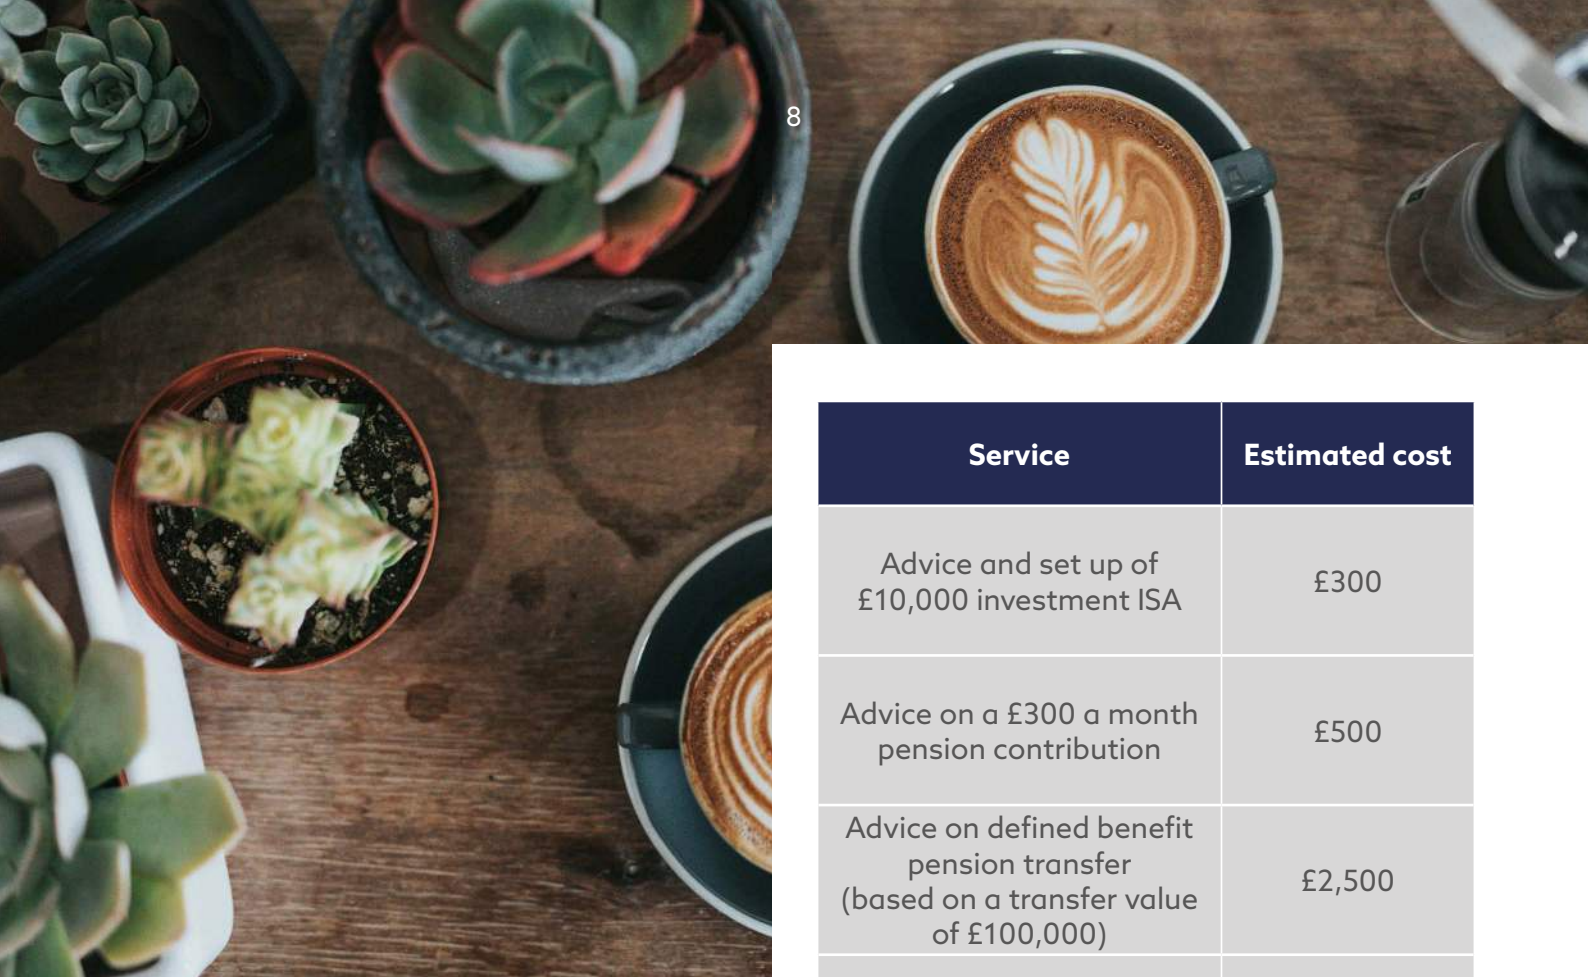 8
Service
Estimated cost
Advice and set up of
£10,000 investment ISA
£300
Advice on a £300 a month
pension contribution
£500
Advice on defined benefit
pension transfer
(based on a transfer value
of £100,000)
£2,500